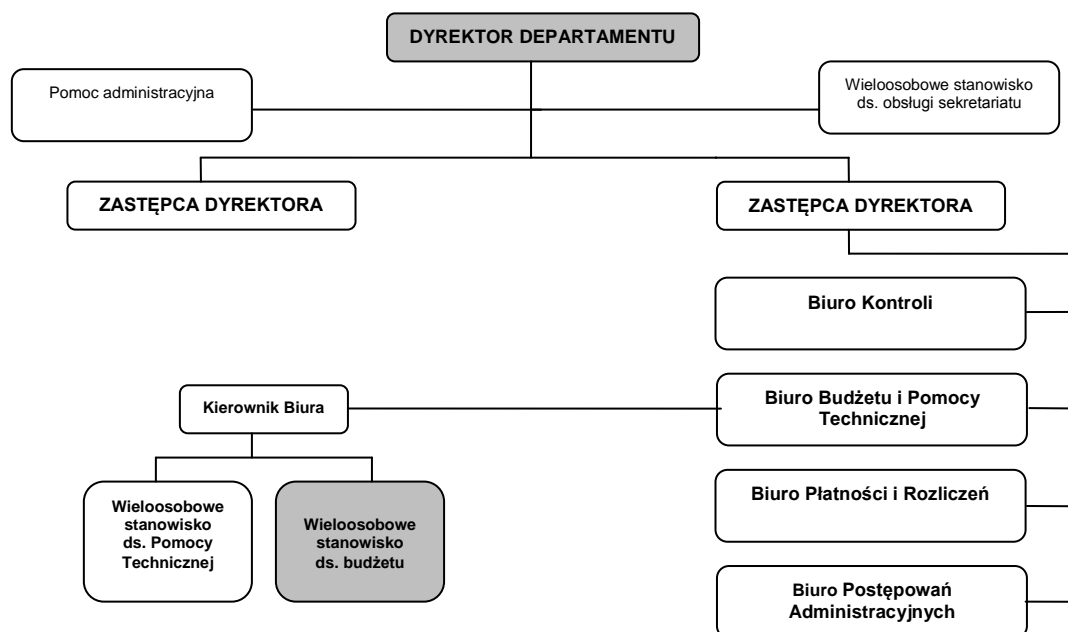 DYREKTOR DEPARTAMENTU
Pomoc administracyjna
Wieloosobowe stanowisko
ds. obsługi sekretariatu
ZASTĘPCA DYREKTORA
ZASTĘPCA DYREKTORA
Biuro Kontroli
Biuro Budżetu i Pomocy
Technicznej
Kierownik Biura
Wieloosobowe
stanowisko
ds. Pomocy
Technicznej
Wieloosobowe
stanowisko
ds. budżetu
Biuro Płatności i Rozliczeń
Biuro Postępowań
Administracyjnych